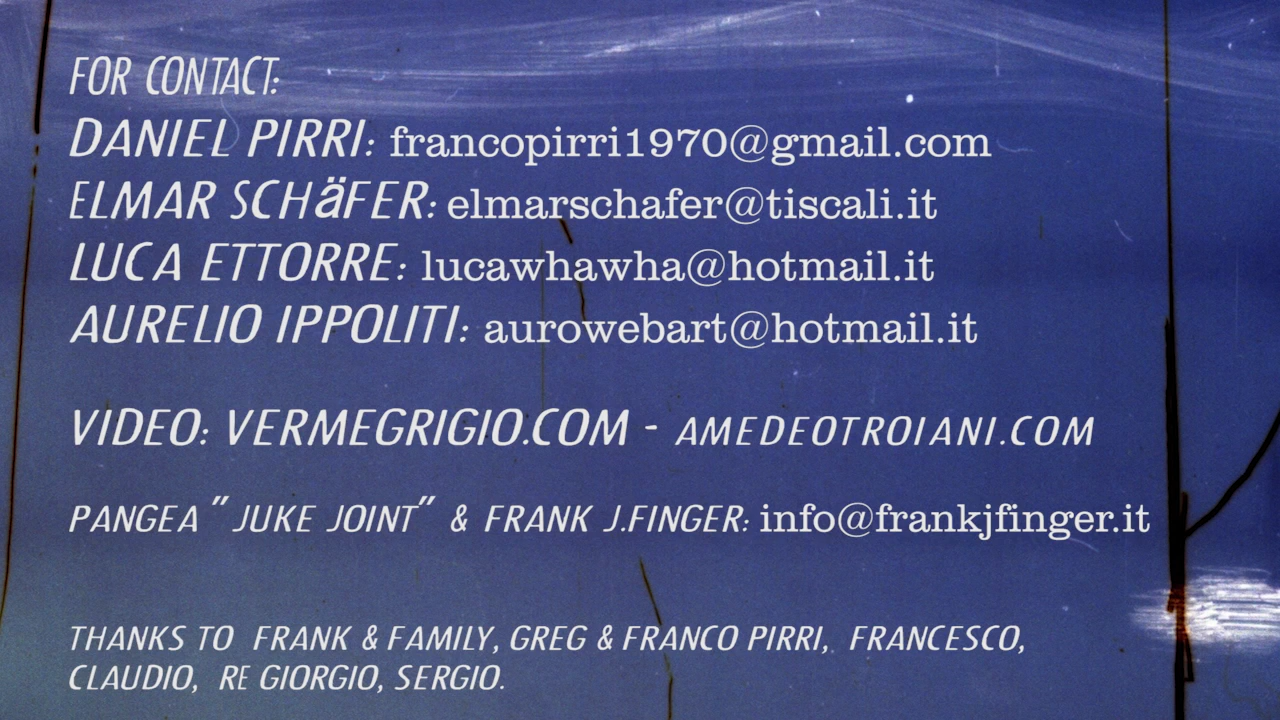 FOR CONTACT:
DANIEL PIRRI: francopirri1970@gmail.com
ELMAR SCHäFER: elmarschafer@tiscali.it
LUCA ETTORRE: lucawhawha@hotmail.it
AURELIO IPPOLITI: aurowebart@hotmail.it
VIDEO: VERMEGRIGIO.COM - AMEDEOTROIANI.COM
PANGEA "JUKE JOINT" & FRANK J.FINGER: info@frankjfinger.it
THANKS TO FRANK & FAMILY, GREG & FRANCO PIRRI, FRANCESCO,
CLAUDIO, RE GIORGIO, SERGIO.